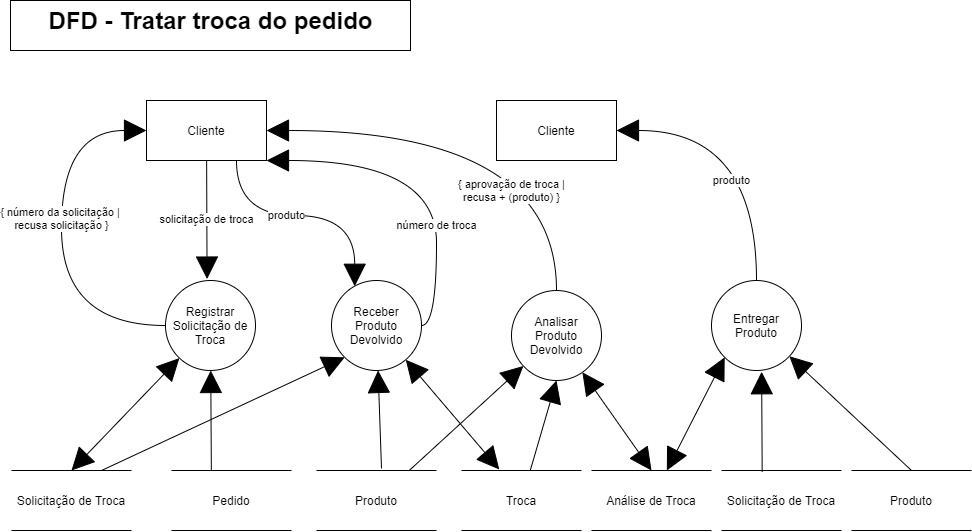 DFD - Tratar troca do pedido
Cliente
Cliente
{ número da solicitação |
recusa solicitação }
solicitação de troca
produto
número de troca
{ aprovação de troca |
recusa + (produto) }
produto
Registrar
Solicitação de
Troca
Receber
Produto
Devolvido
Analisar
Produto
Devolvido
Entregar
Produto
Solicitação de Troca
Pedido
Produto
Troca
Análise de Troca
Solicitação de Troca
Produto